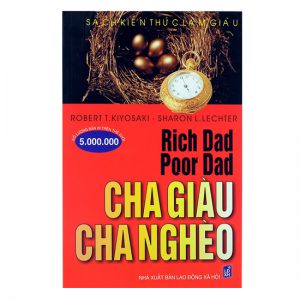 SÁCH KIẾN THỨC LÀM GIÀU
ROBERT T. KIYOSAKI - SHARON L. LECHTER
5.000.000
Rich Dad
Poor Dad
CHA GIÀU
CHA NGHÈO
NHÀ XUẤT BẢN LAO ĐỘNG XÃ HỘI